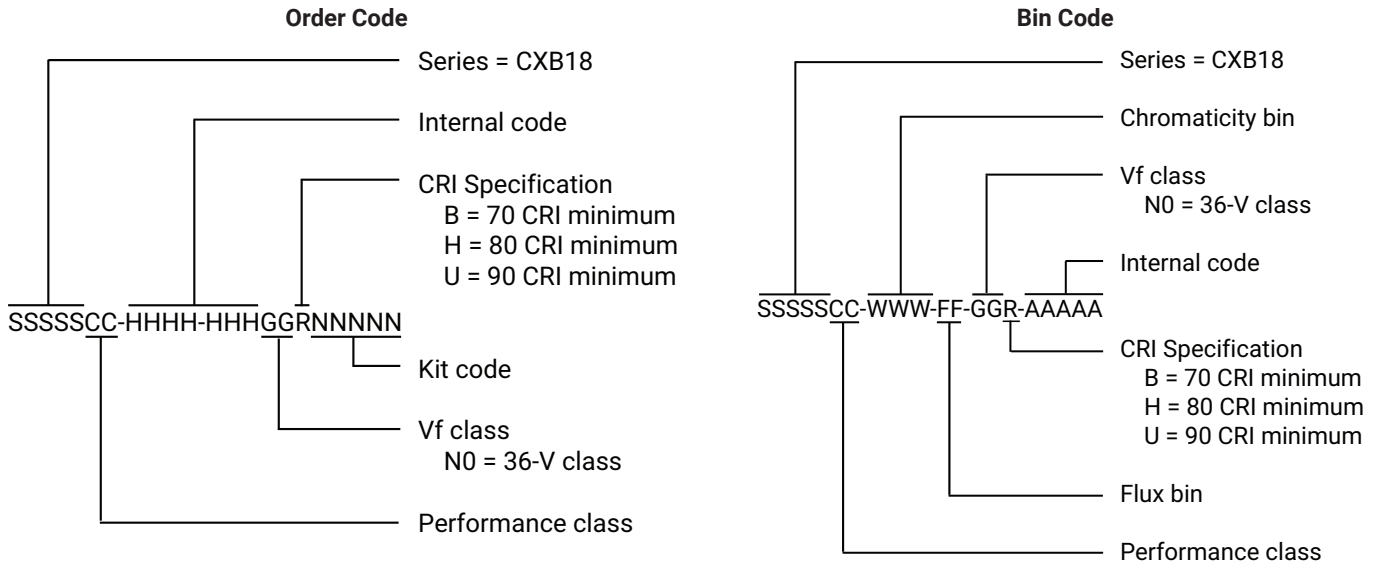 Order Code
Series = CXB18
Internal code
CRI Specification
B = 70 CRI minimum
H = 80 CRI minimum
U = 90 CRI minimum
SSSSSCC-HHHH-HHHGGRNNNNN
Kit code
Vf class
N0 = 36-V class
Performance class
Bin Code
Series = CXB18
Chromaticity bin
Vf class
N0 = 36-V class
Internal code
SSSSSCC-WWW-FF-GGR-AAAAA
CRI Specification
B = 70 CRI minimum
H = 80 CRI minimum
U = 90 CRI minimum
Flux bin
Performance class